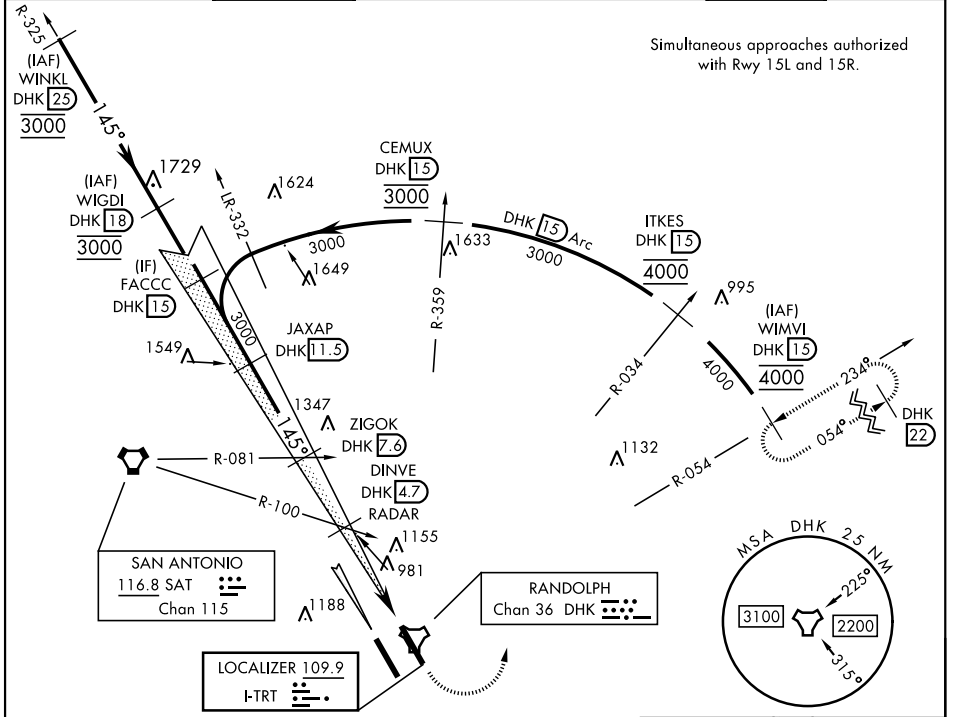 R-325
(IAF)
WINKL
DHK 25
3000
145°
Simultaneous approaches authorized
with Rwy 15L and 15R.
(IAF)
WIGDI
DHK 18
3000
1729
LR-332
1624
CEMUX
DHK 15
3000
3000
1649
1633
R-359
DHK 15 Arc
3000
ITKES
DHK 15
4000
995
R-034
(IAF)
WIMVI
DHK 15
4000
4000
234°
054°
DHK
22
R-054
1132
(IF)
FACCC
DHK 15
3000
JAXAP
DHK 11.5
1549
1347
145°
ZIGOK
DHK 7.6
R-081
DINVE
DHK 4.7
RADAR
R-100
1155
981
SAN ANTONIO
116.8 SAT
Chan 115
1188
RANDOLPH
Chan 36 DHK
LOCALIZER 109.9
I-TRT
MSA DHK 25 NM
225°
3100
2200
315°